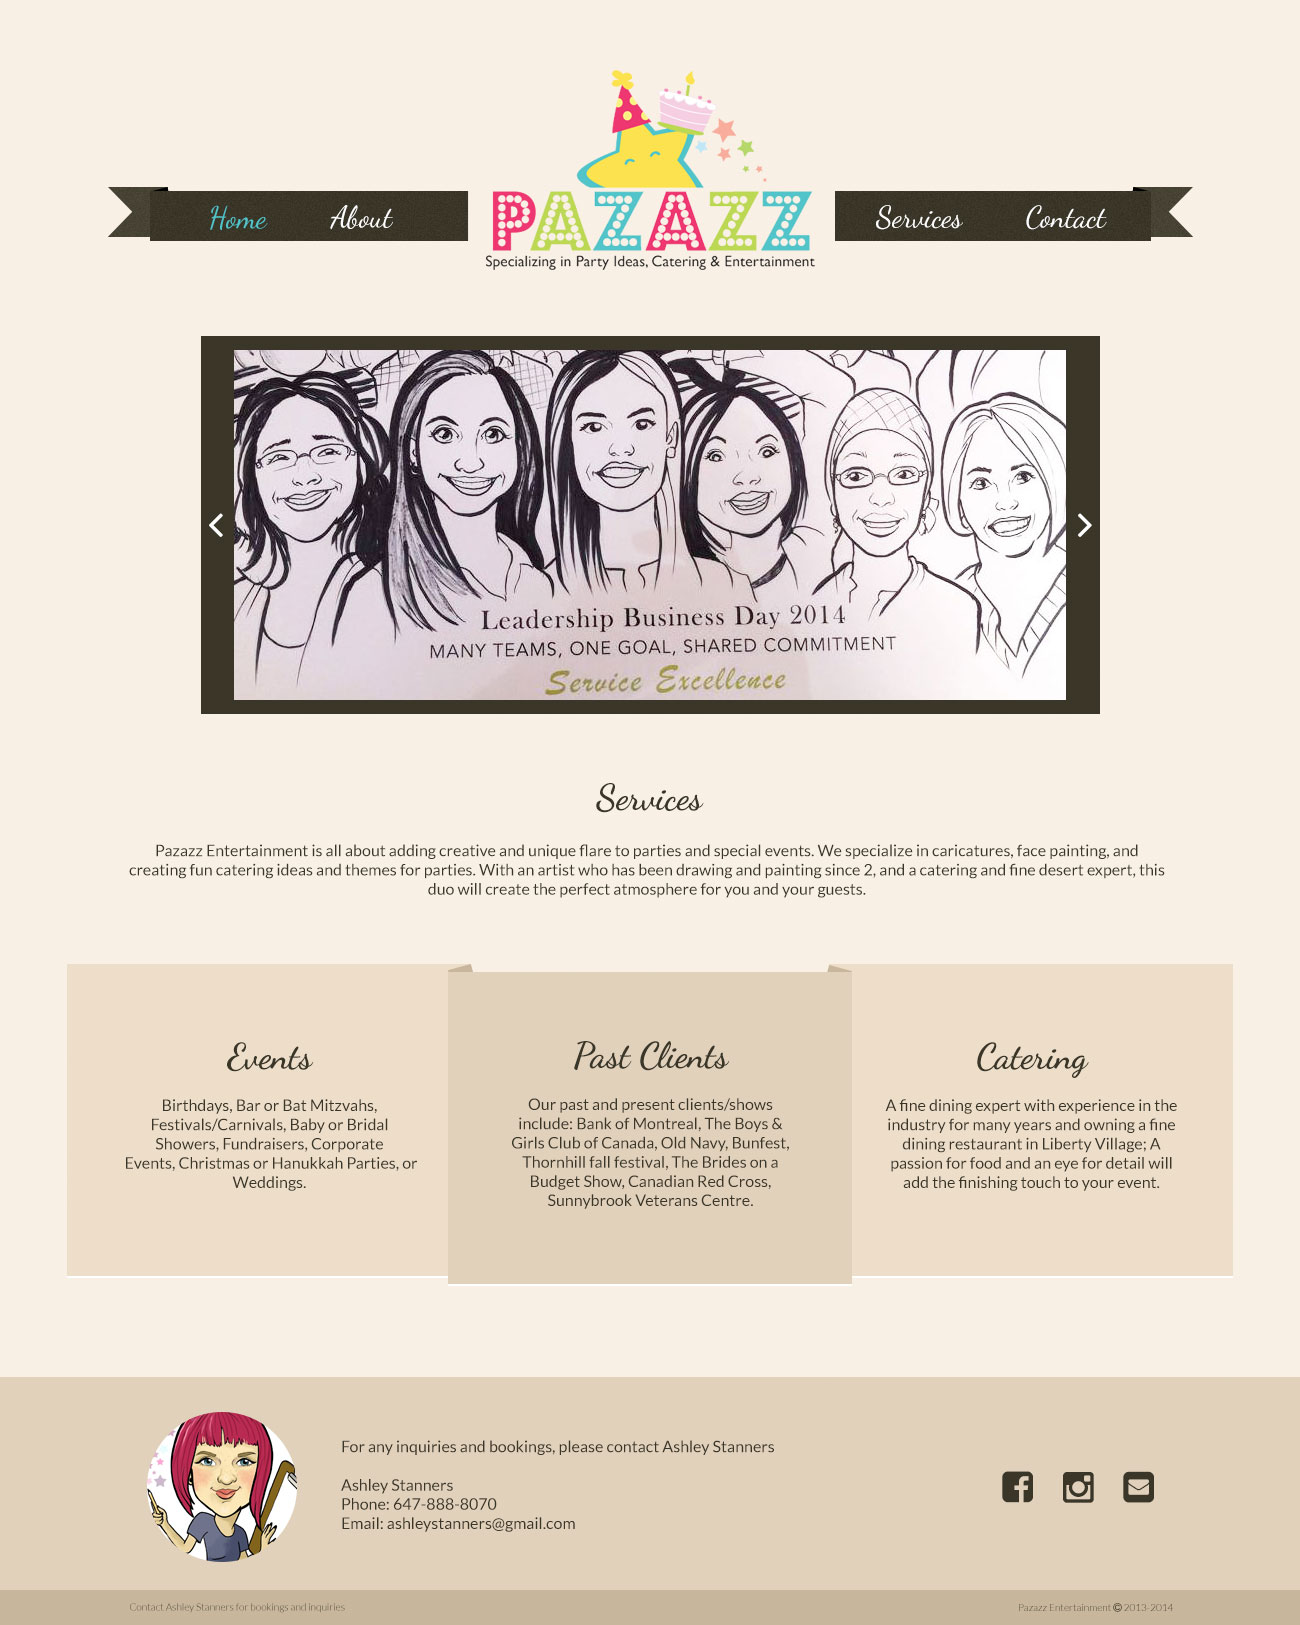 Home
About
PAZAZZ
Specializing in Party Ideas, Catering & Entertainment
Services
Contact
Leadership Business Day 2014
MANY TEAMS, ONE GOAL, SHARED COMMITMENT
Service Excellence
Services
Pazazz Entertainment is all about adding creative and unique flare to parties and special events. We specialize in caricatures, face painting, and
creating fun catering ideas and themes for parties. With an artist who has been drawing and painting since 2, and a catering and fine desert expert, this
duo will create the perfect atmosphere for you and your guests.
Events
Birthdays, Bar or Bat Mitzvahs,
Festivals/Carnivals, Baby or Bridal
Showers, Fundraisers, Corporate
Events, Christmas or Hanukkah Parties, or
Weddings.
Past Clients
Our past and present clients/shows
include: Bank of Montreal, The Boys &
Girls Club of Canada, Old Navy, Bunfest,
Thornhill fall festival, The Brides on a
Budget Show, Canadian Red Cross,
Sunnybrook Veterans Centre.
Catering
A fine dining expert with experience in the
industry for many years and owning a fine
dining restaurant in Liberty Village; A
passion for food and an eye for detail will
add the finishing touch to your event.
For any inquiries and bookings, please contact Ashley Stanners
Ashley Stanners
Phone: 647-888-8070
Email: ashleystanners@gmail.com
Contact Ashley Stanners for bookings and inquiries
Pazazz Entertainment © 2013-2014